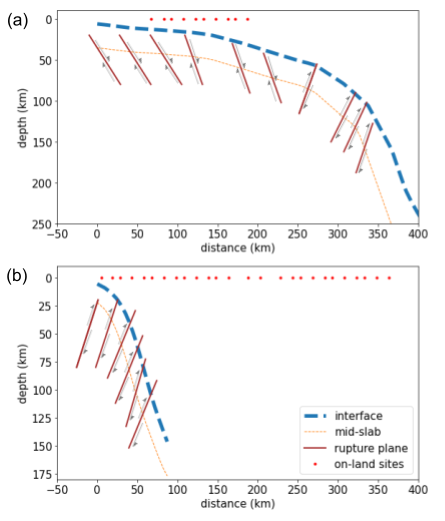 (a)
0
50
100
150
200
250
depth (km)
-50 0 50 100 150 200 250 300 350 400
distance (km)
(b)
0
25
50
75
100
125
150
175
depth (km)
interface
mid-slab
rupture plane
on-land sites
-50 0 50 100 150 200 250 300 350 400
distance (km)